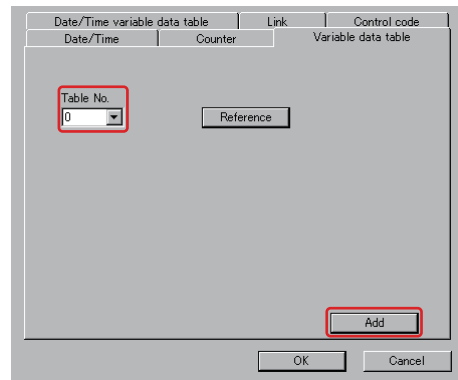 Date/Time variable data table Link Control code
Date/Time Counter Variable data table
Table No.
0 Reference
Add
OK Cancel